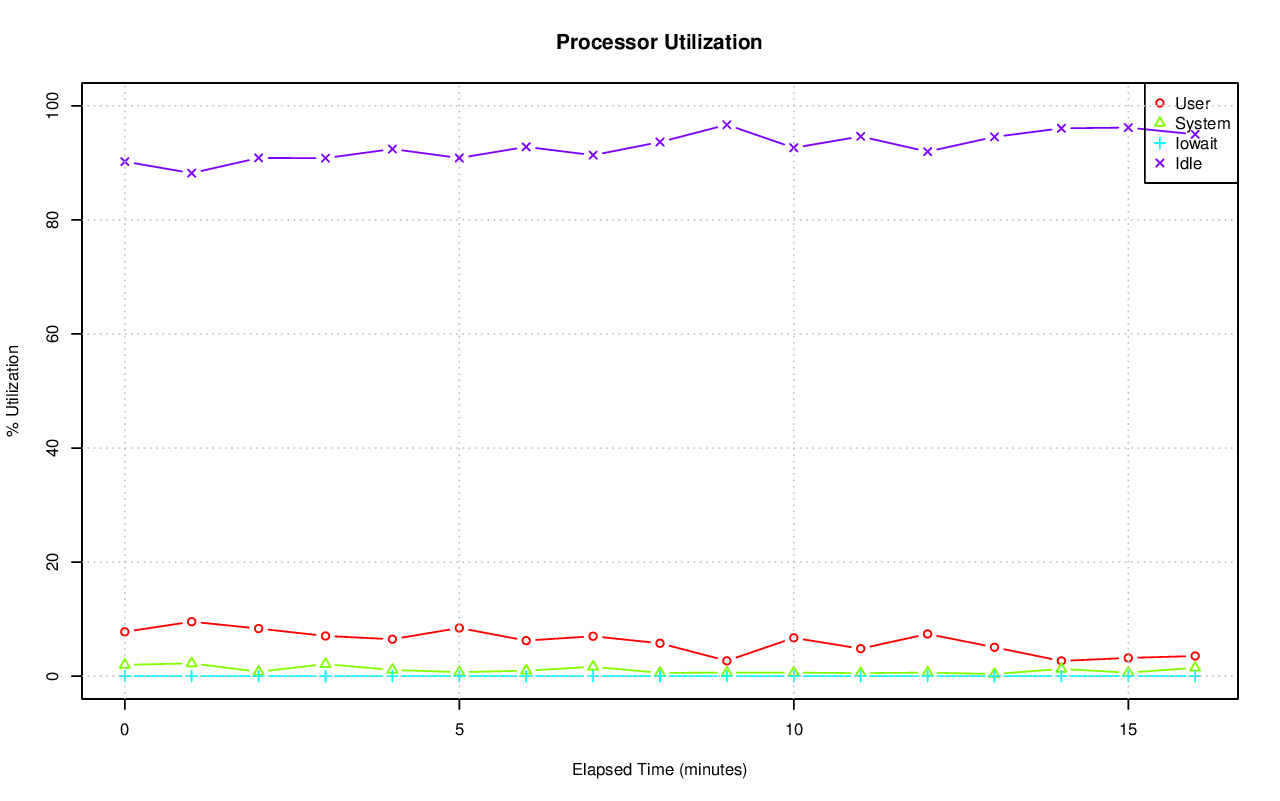 Processor Utilization
% Utilization
100
80
60
40
20
0
User
System
Iowait
Idle
0 5 10 15
Elapsed Time (minutes)